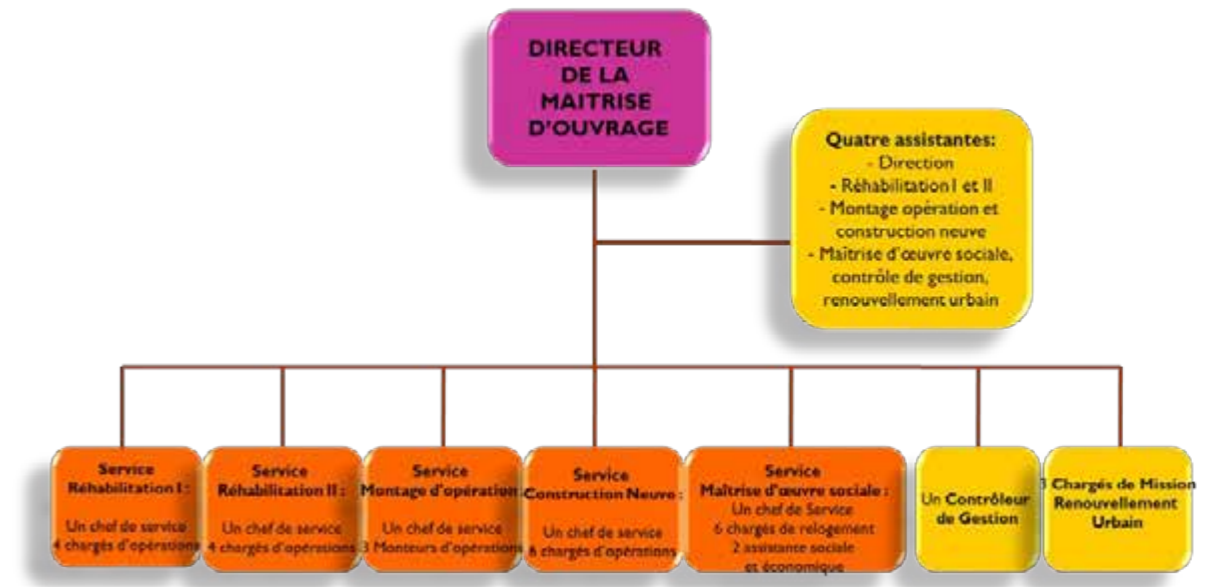 DIRECTEUR
DE LA
MAITRISE
D'OUVRAGE
Quatre assistantes:
- Direction
- Réhabilitation I et II
- Montage opération et
construction neuve
- Maîtrise d'œuvre sociale,
contrôle de gestion,
renouvellement urbain
Service
Réhabilitation I :
Un chef de service
4 chargés d'opérations
Service
Réhabilitation II :
Un chef de service
4 chargés d'opérations
Service
Montage d'opération
Un chef de service
3 Monteurs d'opérations
Service
Construction Neuve :
Un chef de service
6 chargés d'opérations
Service
Maîtrise d'œuvre sociale :
Un chef de Service
6 chargés de relogement
2 assistance sociale
et économique
Un Contrôleur
de Gestion
3 Chargés de Mission
Renouvellement
Urbain